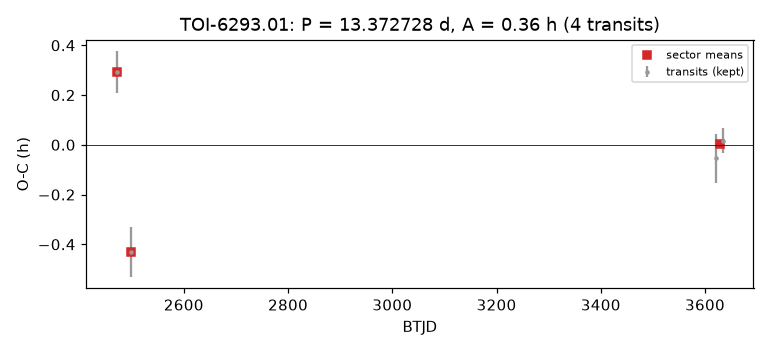 TOI-6293.01: P = 13.372728 d, A = 0.36 h (4 transits)
0.4
0.2
0.0
−0.2
−0.4
O-C (h)
sector means
transits (kept)
2600
2800
3000
3200
3400
3600
BTJD